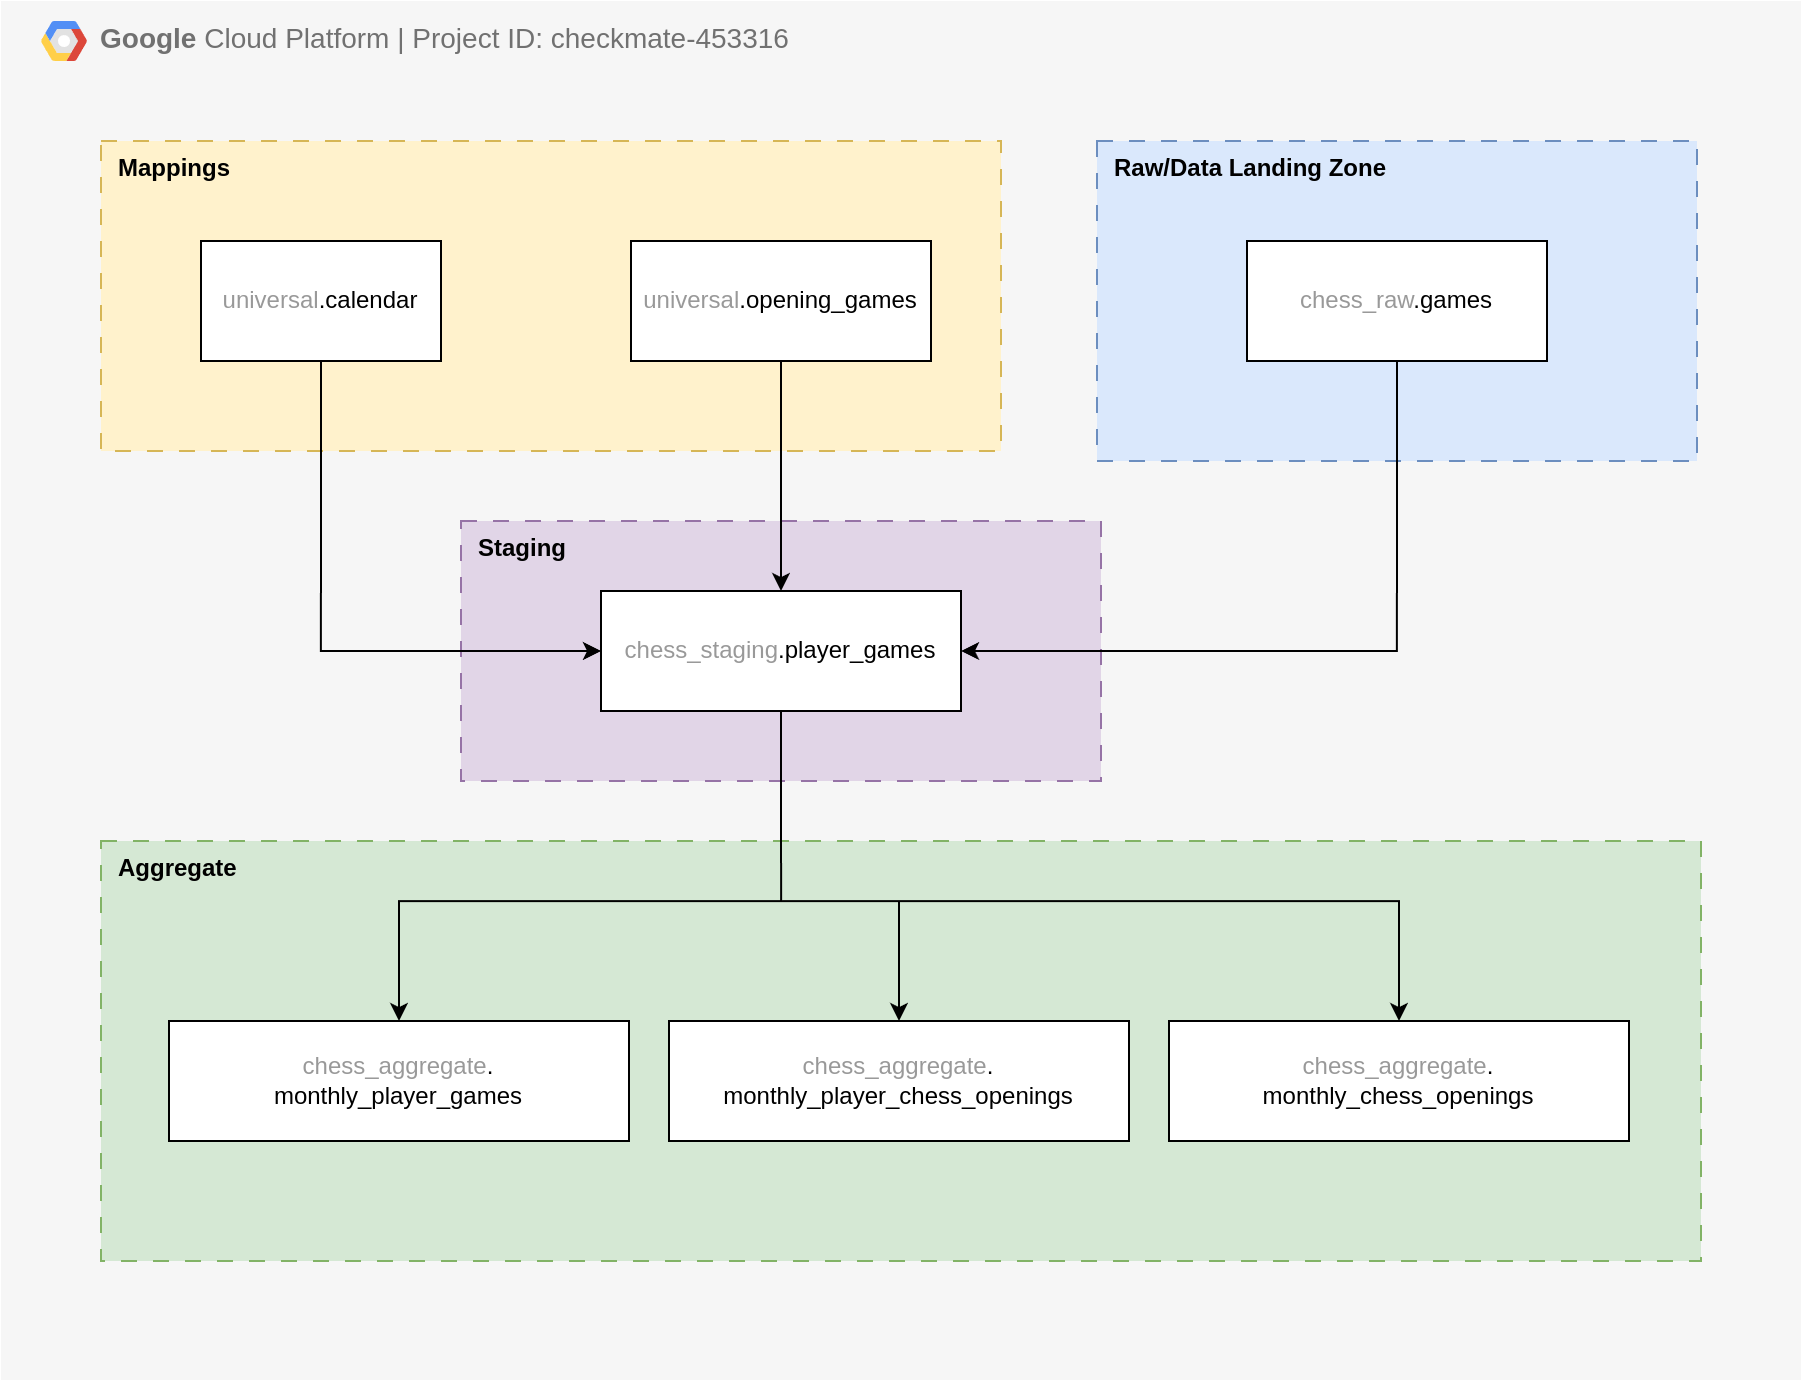 Google Cloud Platform | Project ID: checkmate-453316
Mappings
universal.calendar
universal.opening_games
Raw/Data Landing Zone
chess_raw.games
Staging
chess_staging.player_games
Aggregate
chess_aggregate.
monthly_player_games
chess_aggregate.
monthly_player_chess_openings
chess_aggregate.
monthly_chess_openings